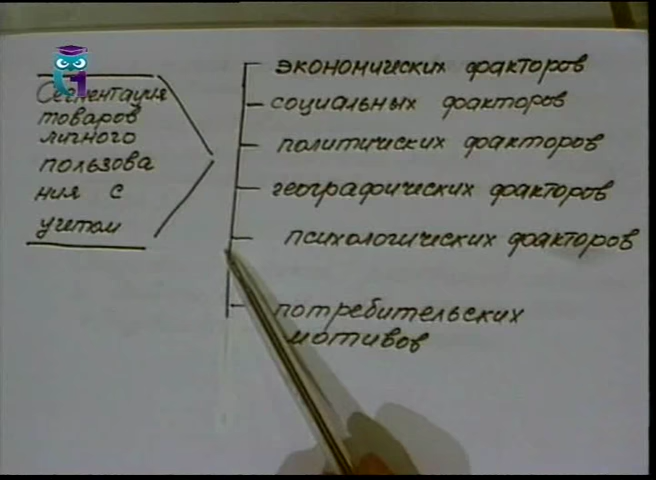 Сегментация
товаров
личного
пользова
ния с
учетом
экономических факторов
социальных факторов
политических факторов
географических факторов
психологических факторов
потребительских
мотивов